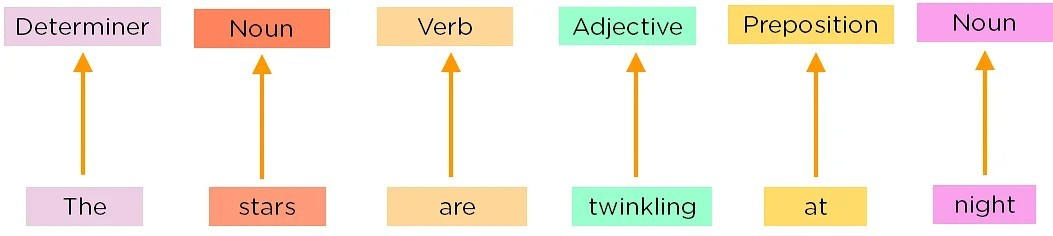 Determiner Noun Verb Adjective Preposition Noun
The stars are twinkling at night